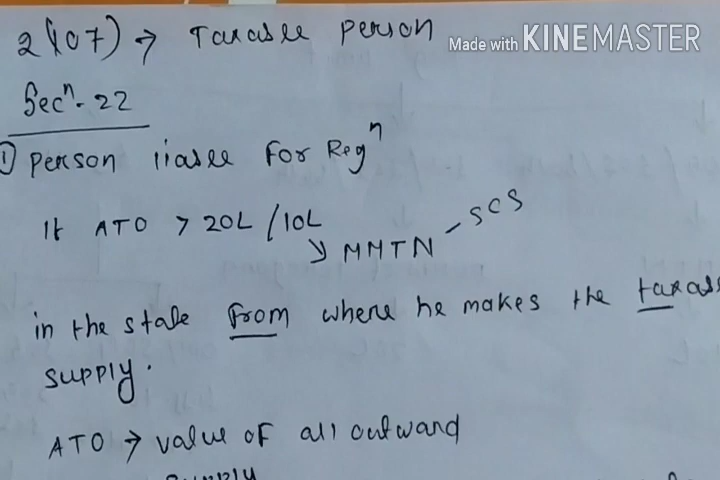 2(107) → Taxable person
Made with KINEMASTER
Secⁿ. 22
① person liable for Regⁿ
If ATO > 20L / 10L
↘ MMTN - SCS
in the state from where he makes the
supply.
ATO → value of all outward
supply